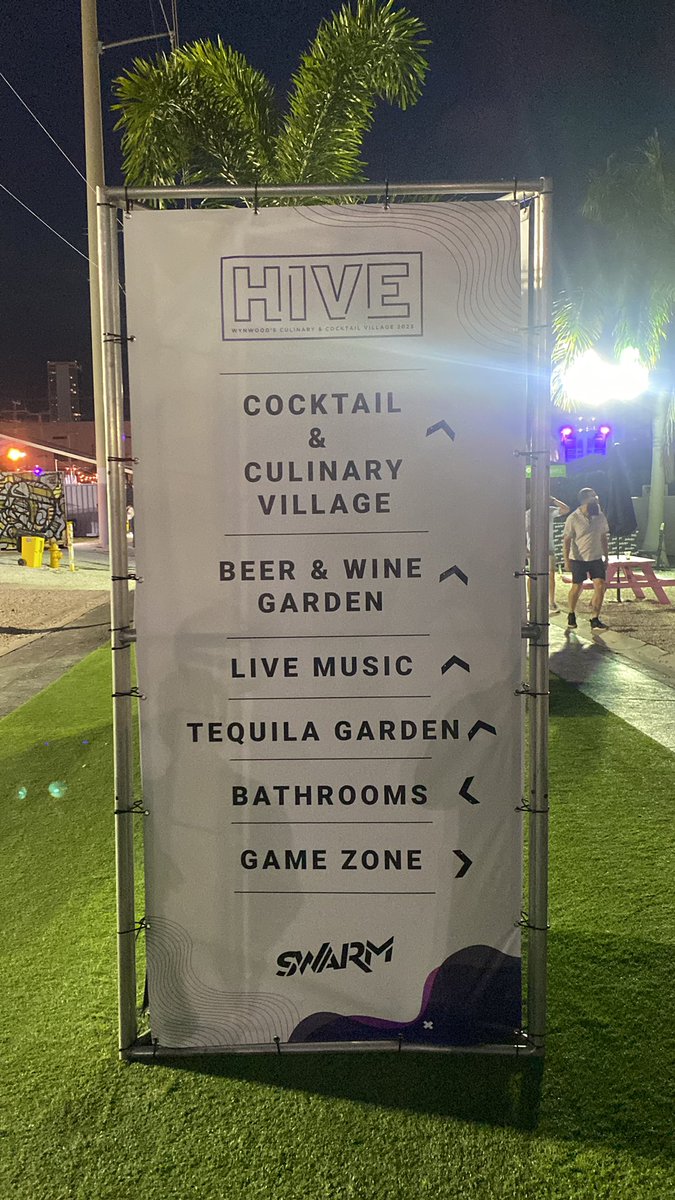 HIVE
WYNWOOD'S CULINARY & COCKTAIL VILLAGE 2023
COCKTAIL
&
CULINARY
VILLAGE
BEER & WINE
GARDEN
LIVE MUSIC
TEQUILA GARDEN
BATHROOMS
GAME ZONE
SWARM